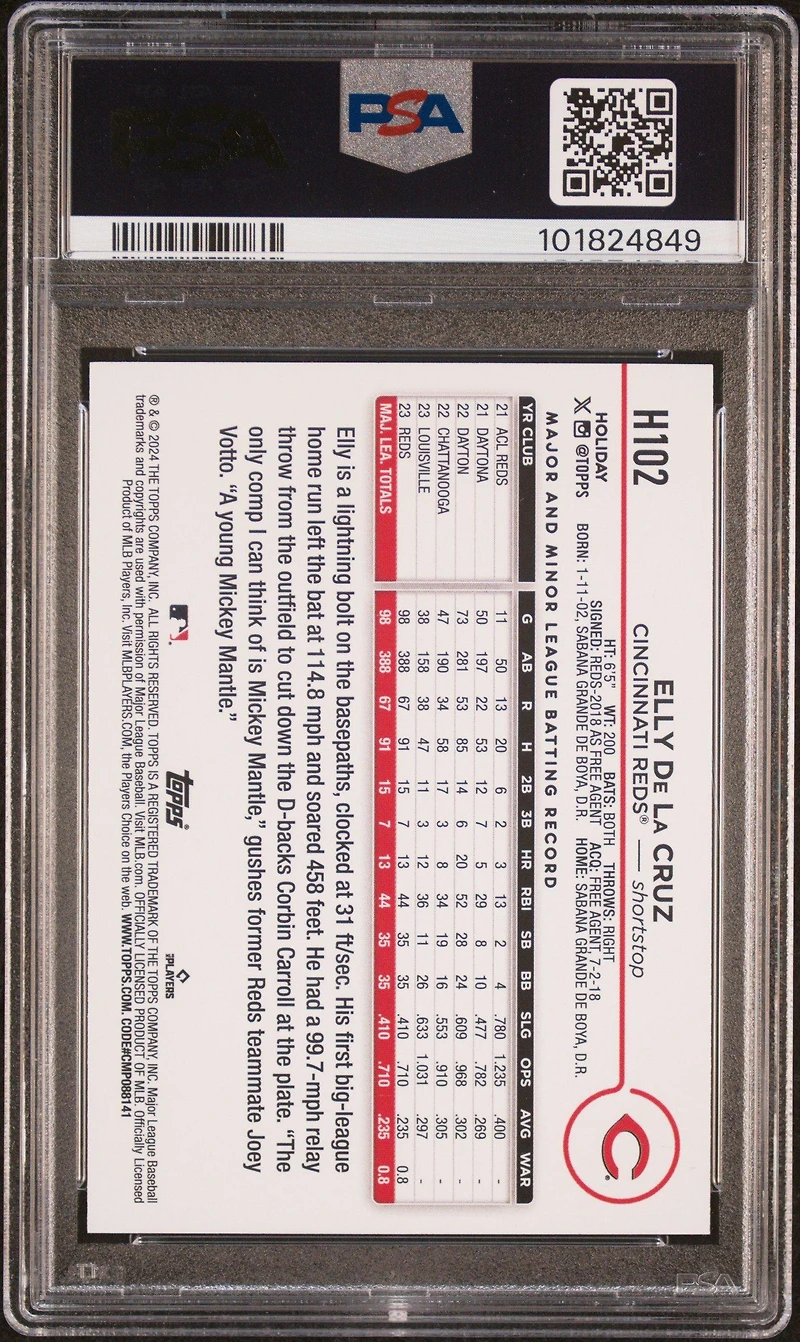 PSA
PSA
101824849
H102
ELLY DE LA CRUZ
CINCINNATI REDS® — shortstop
HOLIDAY
@TOPPS
HT: 6'5" WT: 200 BATS: BOTH THROWS: RIGHT
SIGNED: REDS-2018 AS FREE AGENT ACQ: FREE AGENT, 7-2-18
BORN: 1-11-02, SABANA GRANDE DE BOYA, D.R. HOME: SABANA GRANDE DE BOYA, D.R.
MAJOR AND MINOR LEAGUE BATTING RECORD
YR CLUB G AB R H 2B 3B HR RBI SB BB SLG OPS AVG WAR
21 ACL REDS 11 50 13 20 6 2 3 13 2 4 .780 1.235 .400 -
21 DAYTONA 50 197 22 53 12 7 5 29 8 10 .477 .782 .269 -
22 DAYTON 73 281 53 85 14 6 20 52 28 24 .609 .968 .302 -
22 CHATTANOOGA 47 190 34 58 17 3 8 34 19 16 .553 .910 .305 -
23 LOUISVILLE 38 158 38 47 11 3 12 36 11 26 .633 1.031 .297 -
23 REDS 98 388 67 91 15 7 13 44 35 35 .410 .710 .235 0.8
MAJ. LEA. TOTALS 98 388 67 91 15 7 13 44 35 35 .410 .710 .235 0.8
Elly is a lightning bolt on the basepaths, clocked at 31 ft/sec. His first big-league
home run left the bat at 114.8 mph and soared 458 feet. He had a 99.7-mph relay
throw from the outfield to cut down the D-backs Corbin Carroll at the plate. "The
only comp I can think of is Mickey Mantle," gushes former Reds teammate Joey
Votto. "A young Mickey Mantle."
topps®
PLAYERS
® & © 2024 THE TOPPS COMPANY, INC. ALL RIGHTS RESERVED. TOPPS IS A REGISTERED TRADEMARK OF THE TOPPS COMPANY, INC. Major League Baseball
trademarks and copyrights are used with permission of Major League Baseball. Visit MLB.com. OFFICIALLY LICENSED PRODUCT OF MLB. Officially Licensed
Product of MLB Players, Inc. Visit MLBPLAYERS.COM, the Players Choice on the web. WWW.TOPPS.COM. CODE#CMP088141
PSA